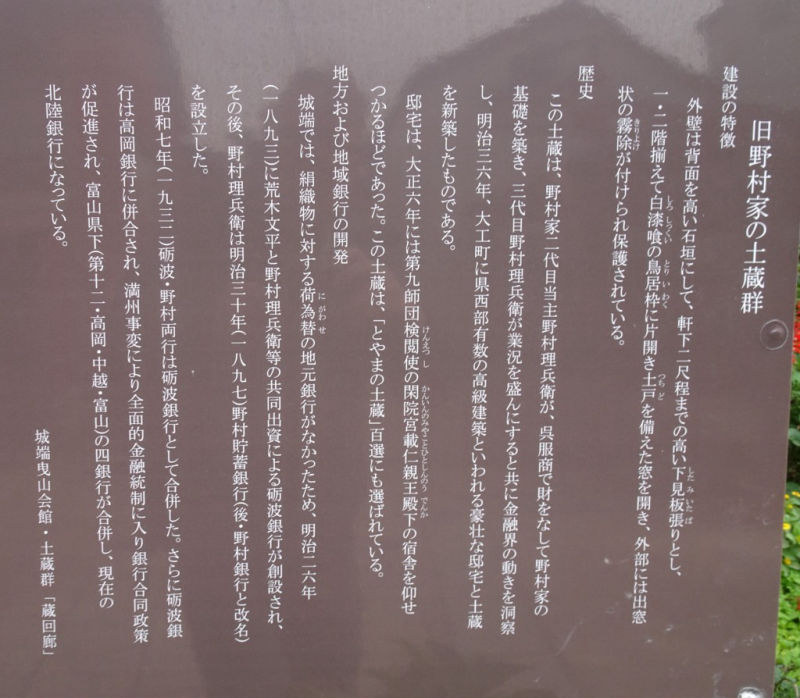 旧野村家の土蔵群
建設の特徴
外壁は背面を高い石垣にして、軒下二尺程までの高い下見板張りとし、
一・二階揃えて白漆喰の鳥居枠に片開き土戸を備えた窓を開き、外部には出窓
状の霧除が付けられ保護されている。
歴史
この土蔵は、野村家二代目当主野村理兵衛が、呉服商で財をなして野村家の
基礎を築き、三代目野村理兵衛が業況を盛んにすると共に金融界の動きを洞察
し、明治三六年、大工町に県西部有数の高級建築といわれる豪壮な邸宅と土蔵
を新築したものである。
邸宅は、大正六年には第九師団検閲使の閑院宮載仁親王殿下の宿舎を仰せ
つかるほどであった。この土蔵は、「とやまの土蔵」百選にも選ばれている。
地方および地域銀行の開発
城端では、絹織物に対する荷為替の地元銀行がなかったため、明治二六年
(一八九三)に荒木文平と野村理兵衛等の共同出資による砺波銀行が創設され、
その後、野村理兵衛は明治三十年(一八九七)野村貯蓄銀行(後・野村銀行と改名)
を設立した。
昭和七年(一九三二)砺波・野村両行は砺波銀行として合併した。さらに砺波銀
行は高岡銀行に併合され、満州事変により全面的金融統制に入り銀行合同政策
が促進され、富山県下(第十二・高岡・中越・富山)の四銀行が合併し、現在の
北陸銀行になっている。
城端曳山会館・土蔵群「蔵回廊」